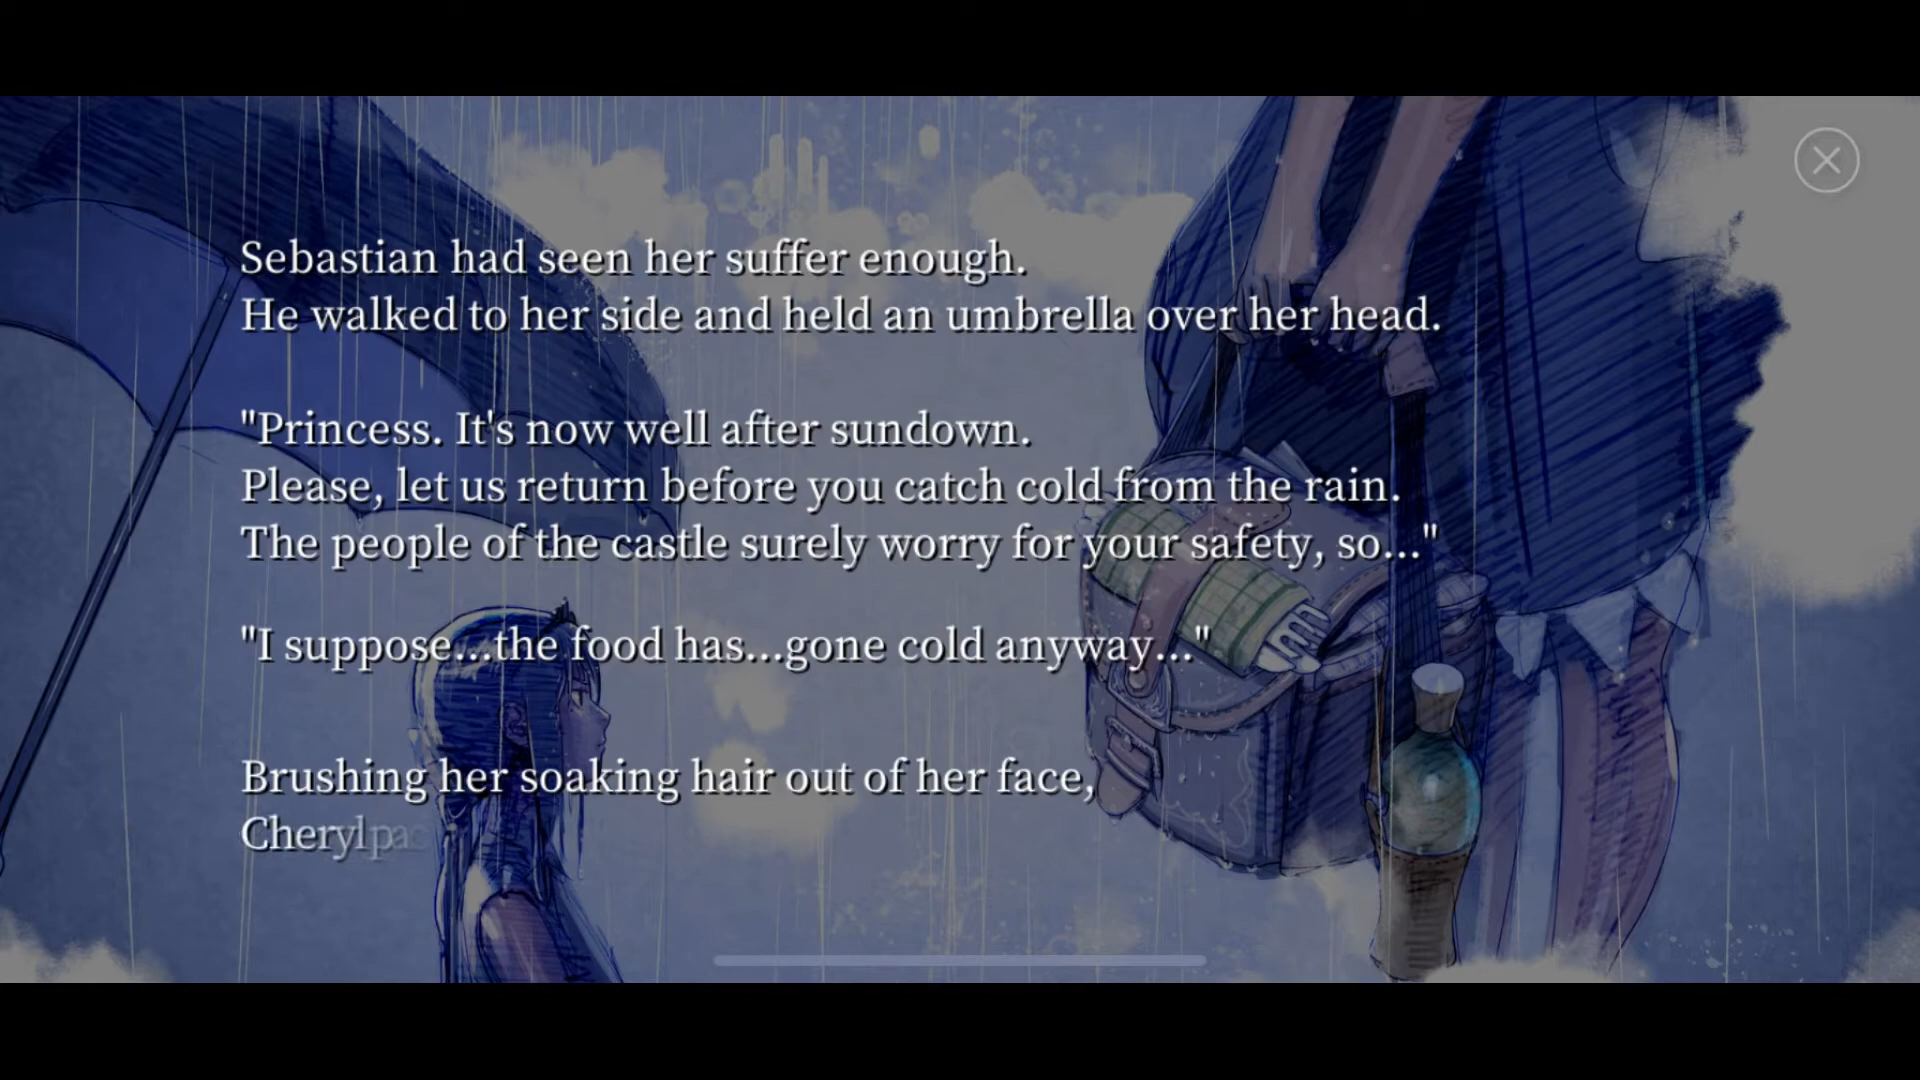 Sebastian had seen her suffer enough.
He walked to her side and held an umbrella over her head.
"Princess. It's now well after sundown.
Please, let us return before you catch cold from the rain.
The people of the castle surely worry for your safety, so..."
"I suppose...the food has...gone cold anyway..."
Brushing her soaking hair out of her face,
Cheryl